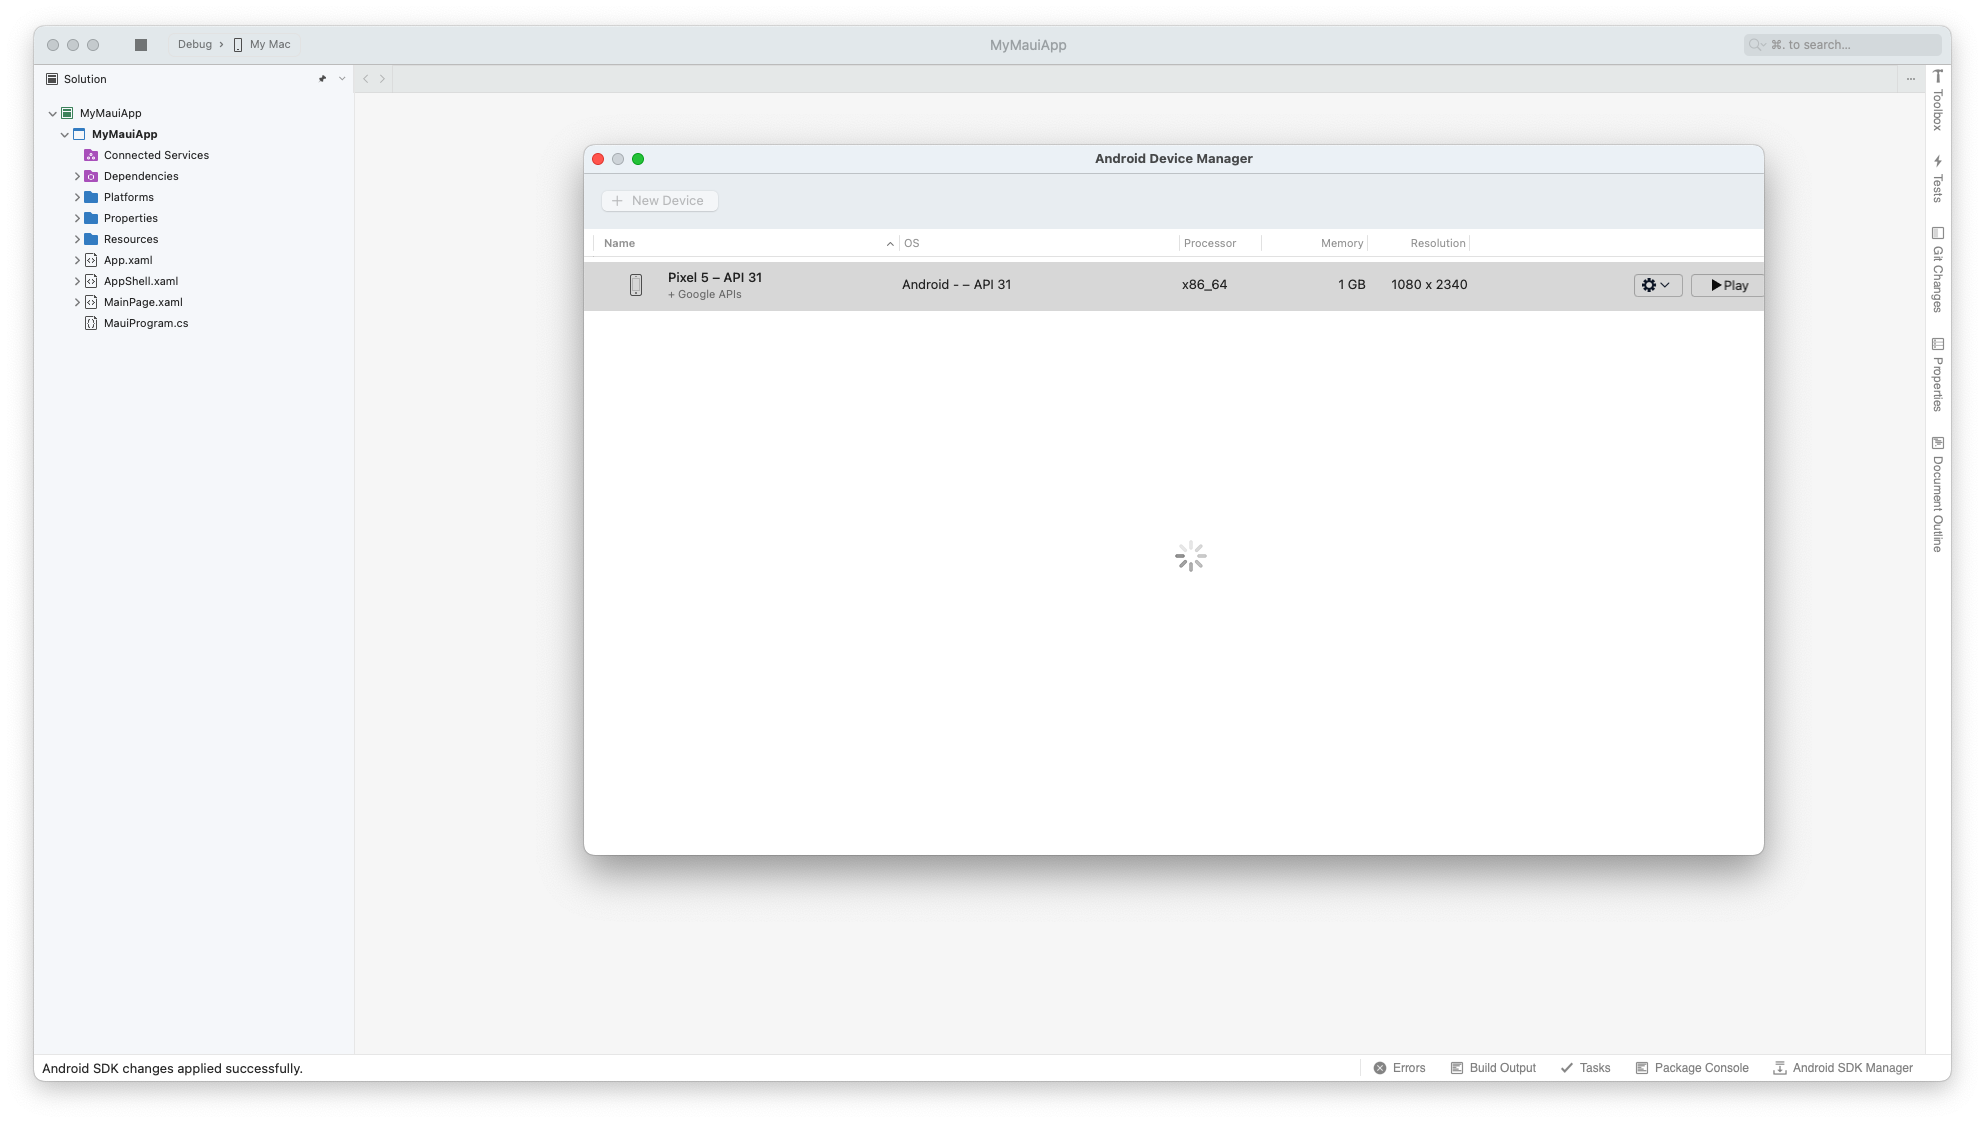 Debug › My Mac
MyMauiApp
⌘. to search...
Solution
MyMauiApp
MyMauiApp
Connected Services
Dependencies
Platforms
Properties
Resources
App.xaml
AppShell.xaml
MainPage.xaml
MauiProgram.cs
Android Device Manager
+ New Device
Name OS Processor Memory Resolution
Pixel 5 – API 31
+ Google APIs
Android - – API 31 x86_64 1 GB 1080 x 2340 Play
Toolbox
Tests
Git Changes
Properties
Document Outline
Android SDK changes applied successfully.
Errors Build Output Tasks Package Console Android SDK Manager